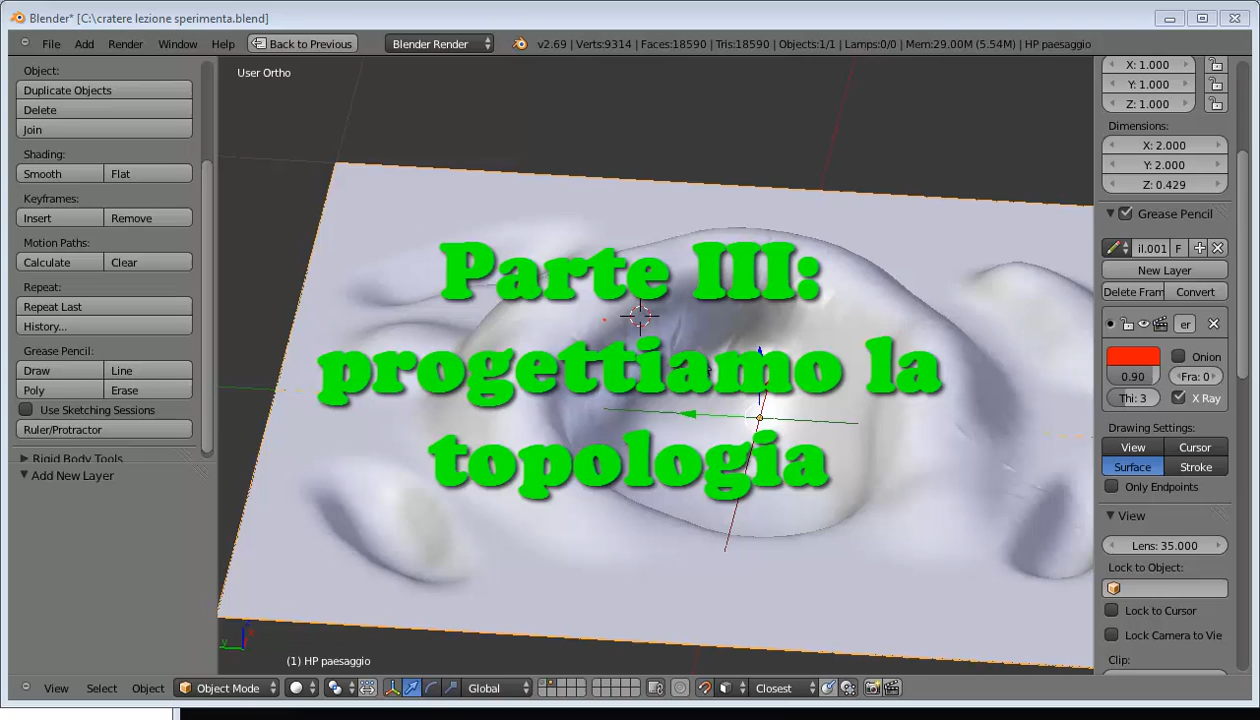 Blender* [C:\cratere lezione sperimenta.blend]
File Add Render Window Help Back to Previous Blender Render v2.69 | Verts:9314 | Faces:18590 | Tris:18590 | Objects:1/1 | Lamps:0/0 | Mem:29.00M (5.54M) | HP paesaggio
Object:
Duplicate Objects
Delete
Join
Shading:
Smooth Flat
Keyframes:
Insert Remove
Motion Paths:
Calculate Clear
Repeat:
Repeat Last
History...
Grease Pencil:
Draw Line
Poly Erase
Use Sketching Sessions
Ruler/Protractor
Rigid Body Tools
Add New Layer
User Ortho
Parte III:
progettiamo la
topologia
y
(1) HP paesaggio
X: 1.000
Y: 1.000
Z: 1.000
Dimensions:
X: 2.000
Y: 2.000
Z: 0.429
Grease Pencil
il.001 F
New Layer
Delete Fram Convert
er
Onion
0.90 Fra: 0
Thi: 3 X Ray
Drawing Settings:
View Cursor
Surface Stroke
Only Endpoints
View
Lens: 35.000
Lock to Object:
Lock to Cursor
Lock Camera to Vie
Clip:
View Select Object Object Mode Global Closest